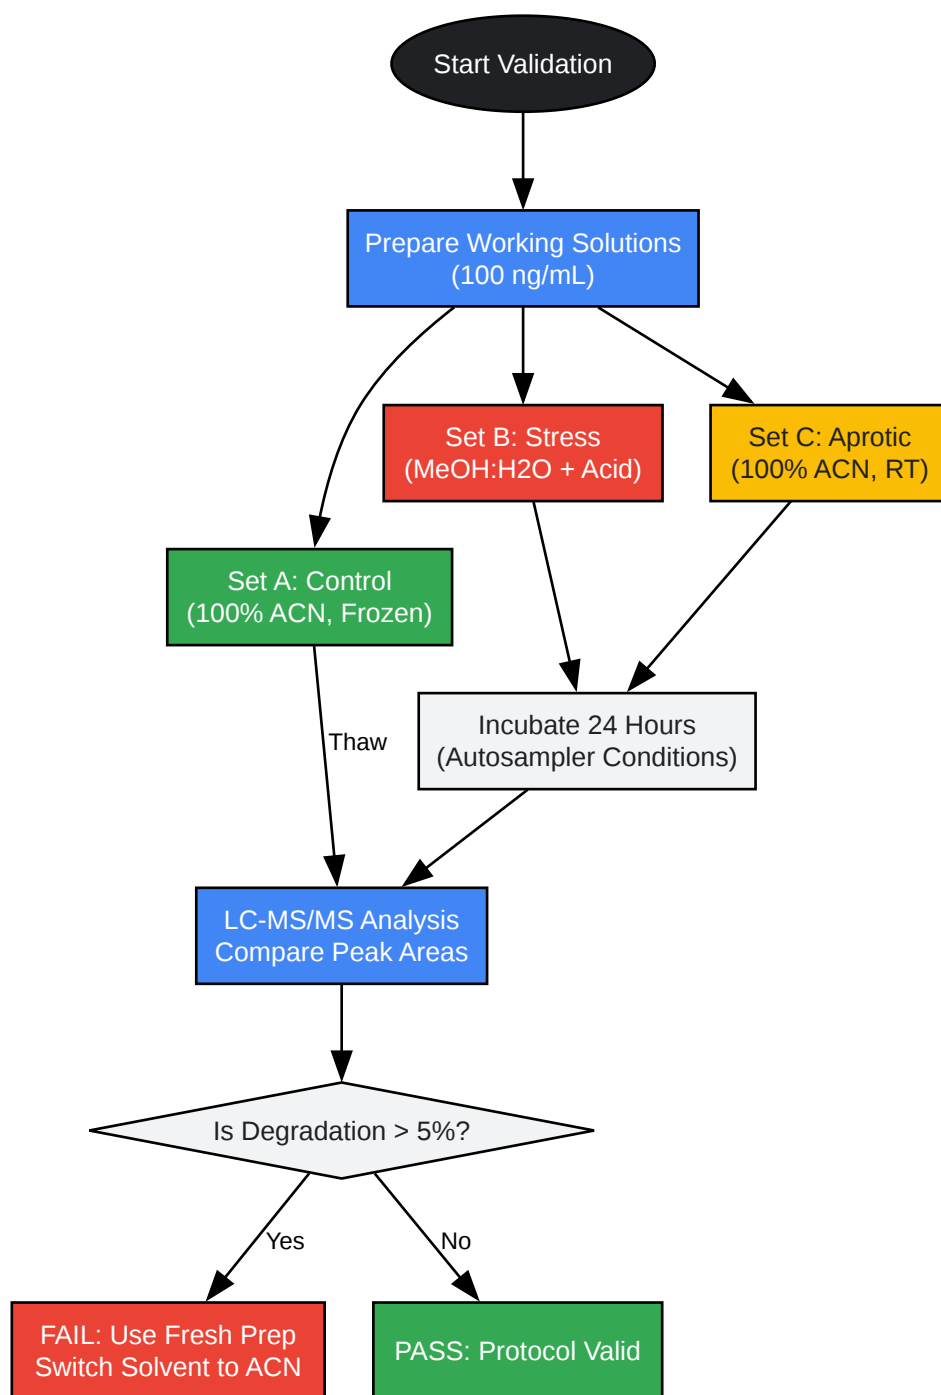 Start Validation
Prepare Working Solutions
(100 ng/mL)
Set B: Stress
(MeOH:H2O + Acid)
Set C: Aprotic
(100% ACN, RT)
Set A: Control
(100% ACN, Frozen)
Incubate 24 Hours
(Autosampler Conditions)
Thaw
LC-MS/MS Analysis
Compare Peak Areas
Is Degradation > 5%?
Yes
No
FAIL: Use Fresh Prep
Switch Solvent to ACN
PASS: Protocol Valid